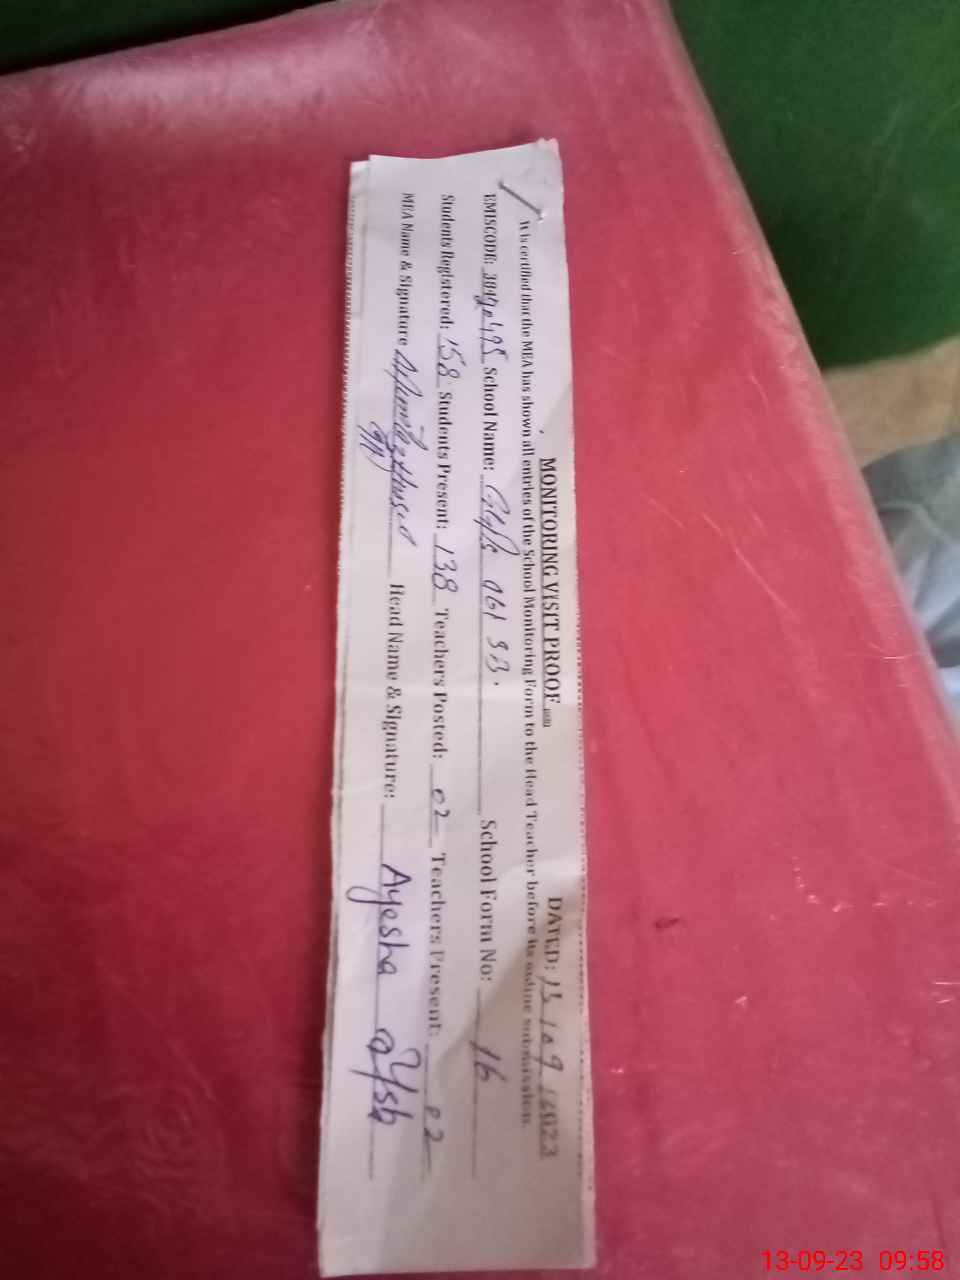 MONITORING VISIT PROOF
DATED: 13/09/2023
It is certified that the MEA has shown all entries of the School Monitoring Form to the Head Teacher before its online submission.
EMISCODE: School Name: 161 SB. School Form No: 16
Students Registered: 158 Students Present: 138 Teachers Posted: 02 Teachers Present: 02
MEA Name & Signature Head Name & Signature: Ayesha
13-09-23 09:58